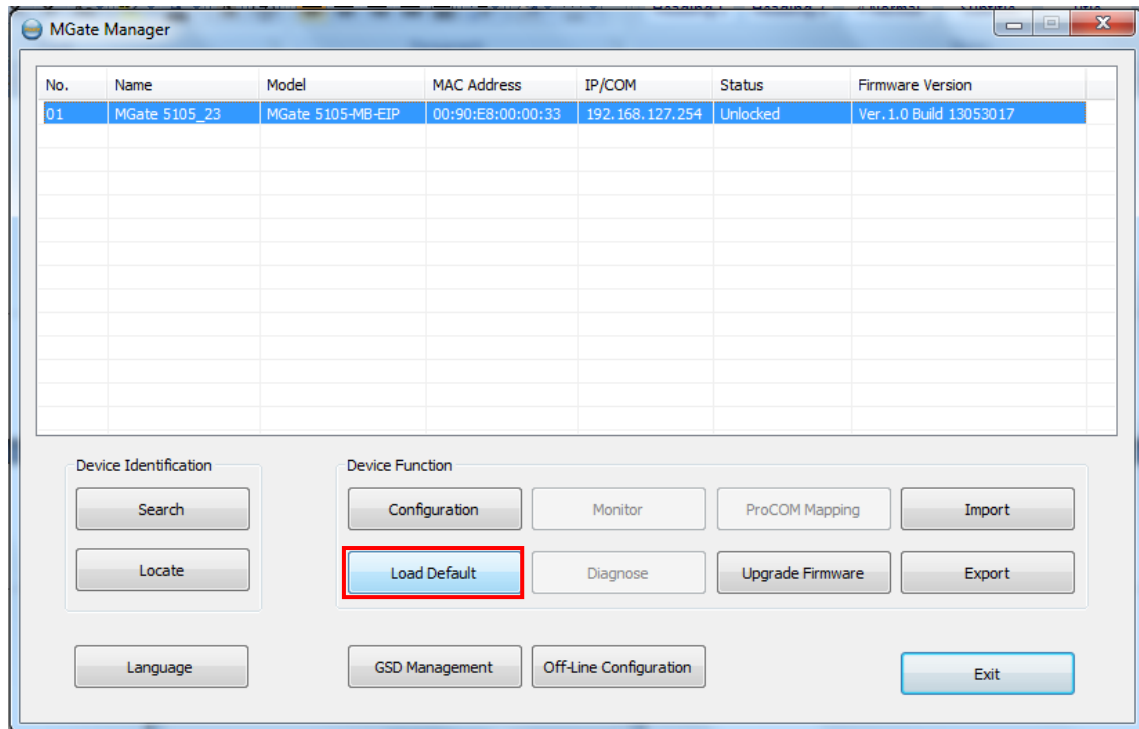 MGate Manager
No. Name Model MAC Address IP/COM Status Firmware Version
01 MGate 5105_23 MGate 5105-MB-EIP 00:90:E8:00:00:33 192.168.127.254 Unlocked Ver.1.0 Build 13053017
Device Identification Device Function
Search Configuration Monitor ProCOM Mapping Import
Locate Load Default Diagnose Upgrade Firmware Export
Language GSD Management Off-Line Configuration Exit